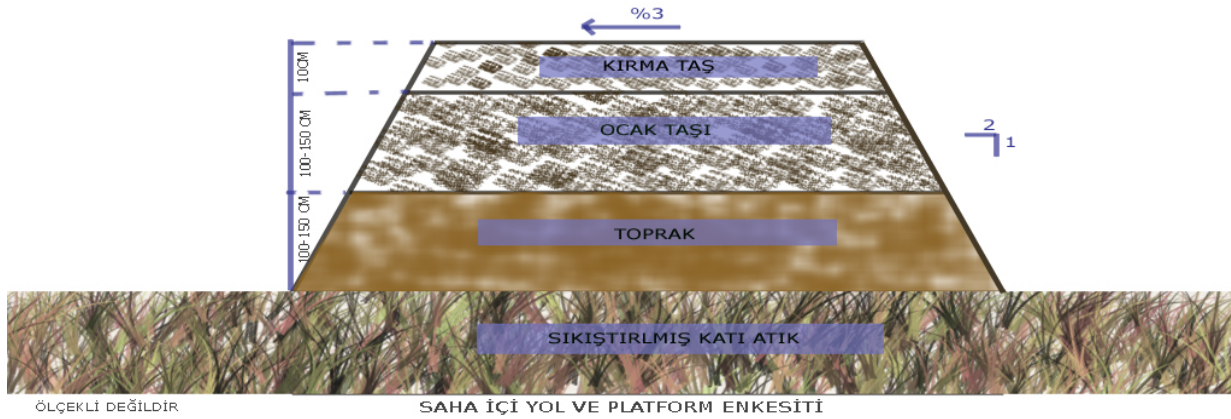 %3
10CM
KIRMA TAŞ
100-150 CM
OCAK TAŞI
2
1
100-150 CM
TOPRAK
SIKIŞTIRLMIŞ KATI ATIK
ÖLÇEKLİ DEĞİLDİR
SAHA İÇİ YOL VE PLATFORM ENKESİTİ